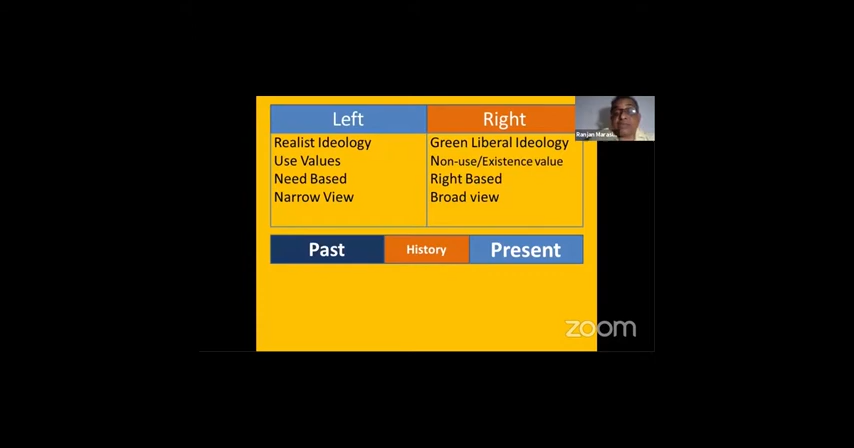 Left
Right
Realist Ideology
Use Values
Need Based
Narrow View
Green Liberal Ideology
Non-use/Existence value
Right Based
Broad view
Past
History
Present
Ranjan
zoom